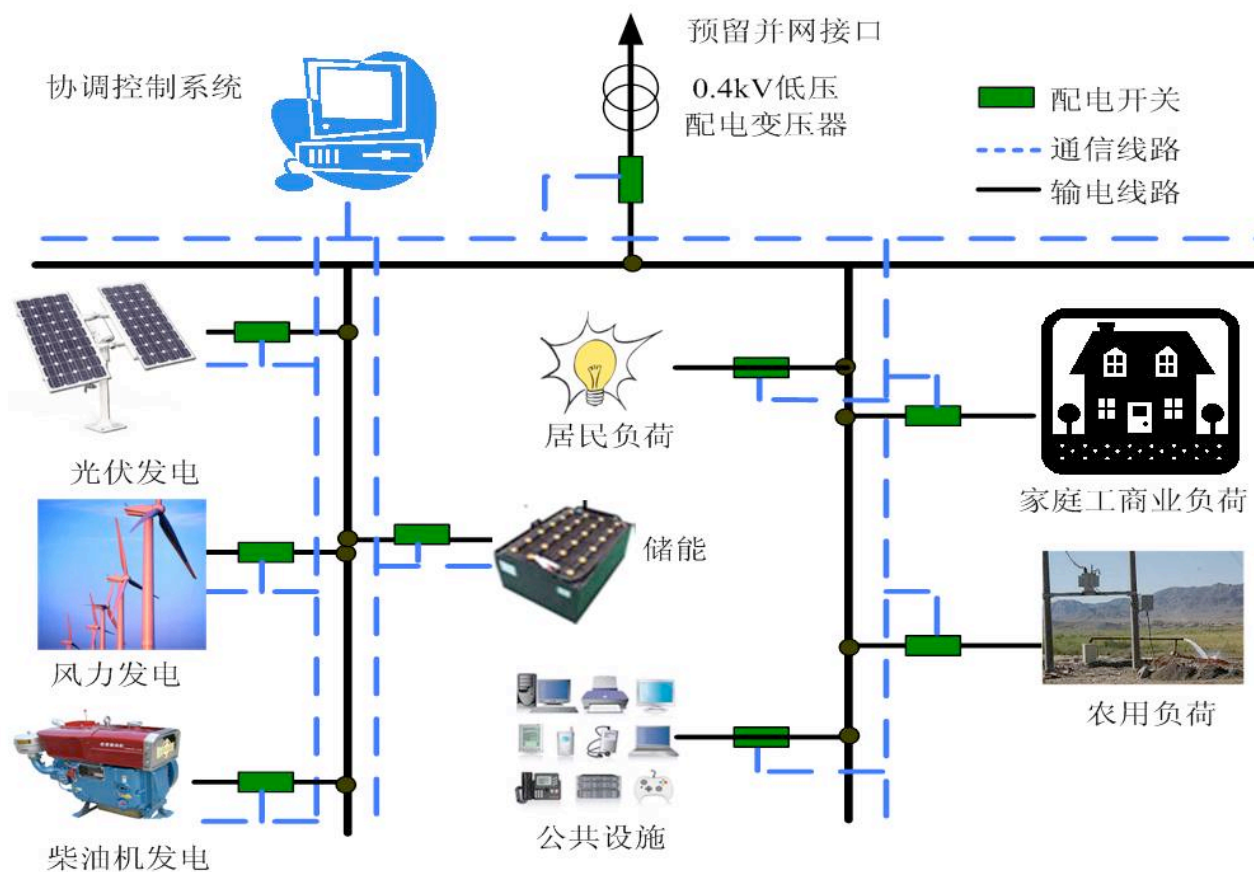 预留并网接口
协调控制系统
0.4kV低压
配电变压器
配电开关
通信线路
输电线路
光伏发电
居民负荷
家庭工商业负荷
储能
风力发电
农用负荷
公共设施
柴油机发电